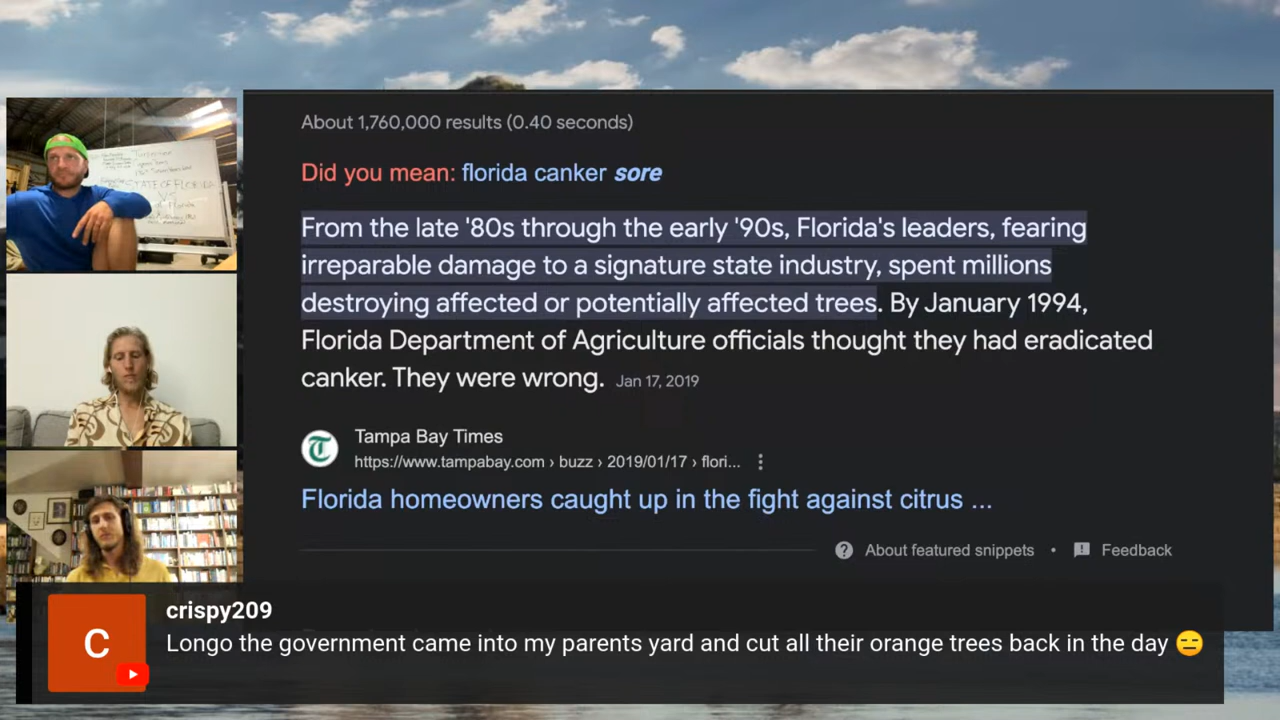 About 1,760,000 results (0.40 seconds)
Did you mean: florida canker sore
From the late '80s through the early '90s, Florida's leaders, fearing
irreparable damage to a signature state industry, spent millions
destroying affected or potentially affected trees. By January 1994,
Florida Department of Agriculture officials thought they had eradicated
canker. They were wrong. Jan 17, 2019
Tampa Bay Times
https://www.tampabay.com › buzz › 2019/01/17 › flori...
Florida homeowners caught up in the fight against citrus ...
About featured snippets • Feedback
STATE OF FLORIDA
VS
C
crispy209
Longo the government came into my parents yard and cut all their orange trees back in the day 😑